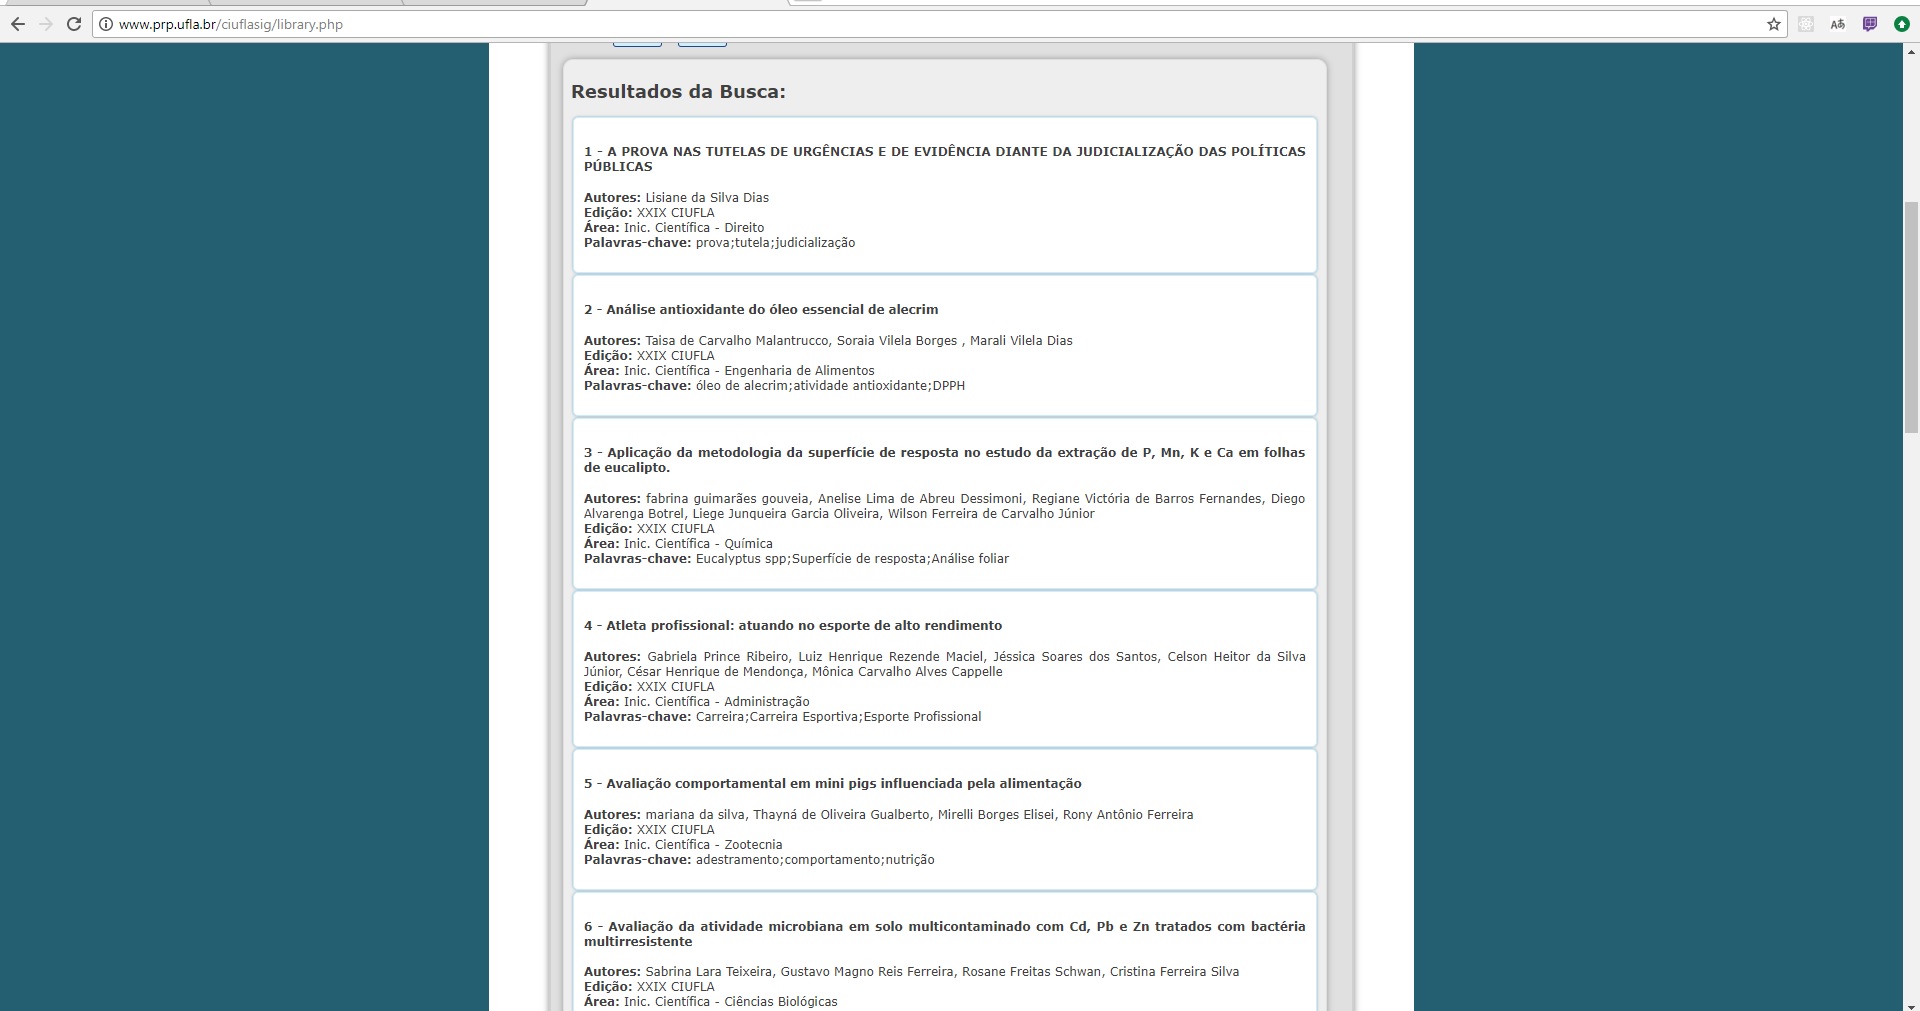 www.prp.ufla.br/ciuflasig/library.php
Resultados da Busca:
1 - A PROVA NAS TUTELAS DE URGÊNCIAS E DE EVIDÊNCIA DIANTE DA JUDICIALIZAÇÃO DAS POLÍTICAS
PÚBLICAS
Autores: Lisiane da Silva Dias
Edição: XXIX CIUFLA
Área: Inic. Científica - Direito
Palavras-chave: prova;tutela;judicialização
2 - Análise antioxidante do óleo essencial de alecrim
Autores: Taisa de Carvalho Malantrucco, Soraia Vilela Borges , Marali Vilela Dias
Edição: XXIX CIUFLA
Área: Inic. Científica - Engenharia de Alimentos
Palavras-chave: óleo de alecrim;atividade antioxidante;DPPH
3 - Aplicação da metodologia da superfície de resposta no estudo da extração de P, Mn, K e Ca em folhas
de eucalipto.
Autores: fabrina guimarães gouveia, Anelise Lima de Abreu Dessimoni, Regiane Victória de Barros Fernandes, Diego
Alvarenga Botrel, Liege Junqueira Garcia Oliveira, Wilson Ferreira de Carvalho Júnior
Edição: XXIX CIUFLA
Área: Inic. Científica - Química
Palavras-chave: Eucalyptus spp;Superfície de resposta;Análise foliar
4 - Atleta profissional: atuando no esporte de alto rendimento
Autores: Gabriela Prince Ribeiro, Luiz Henrique Rezende Maciel, Jéssica Soares dos Santos, Celson Heitor da Silva
Júnior, César Henrique de Mendonça, Mônica Carvalho Alves Cappelle
Edição: XXIX CIUFLA
Área: Inic. Científica - Administração
Palavras-chave: Carreira;Carreira Esportiva;Esporte Profissional
5 - Avaliação comportamental em mini pigs influenciada pela alimentação
Autores: mariana da silva, Thayná de Oliveira Gualberto, Mirelli Borges Elisei, Rony Antônio Ferreira
Edição: XXIX CIUFLA
Área: Inic. Científica - Zootecnia
Palavras-chave: adestramento;comportamento;nutrição
6 - Avaliação da atividade microbiana em solo multicontaminado com Cd, Pb e Zn tratados com bactéria
multirresistente
Autores: Sabrina Lara Teixeira, Gustavo Magno Reis Ferreira, Rosane Freitas Schwan, Cristina Ferreira Silva
Edição: XXIX CIUFLA
Área: Inic. Científica - Ciências Biológicas